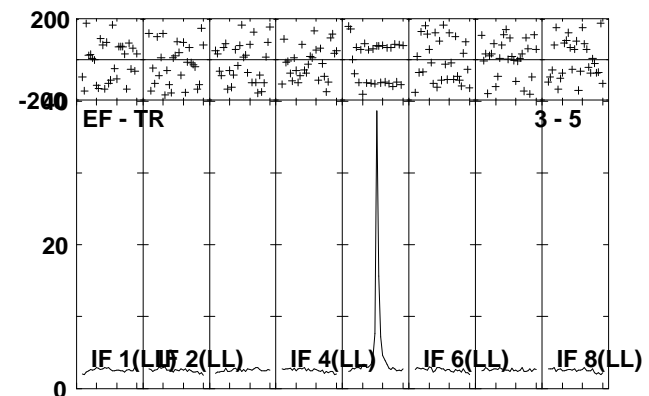 200
-200
40
EF - TR 3 - 5
20
IF 1(LL) IF 2(LL) IF 4(LL) IF 6(LL) IF 8(LL)
0